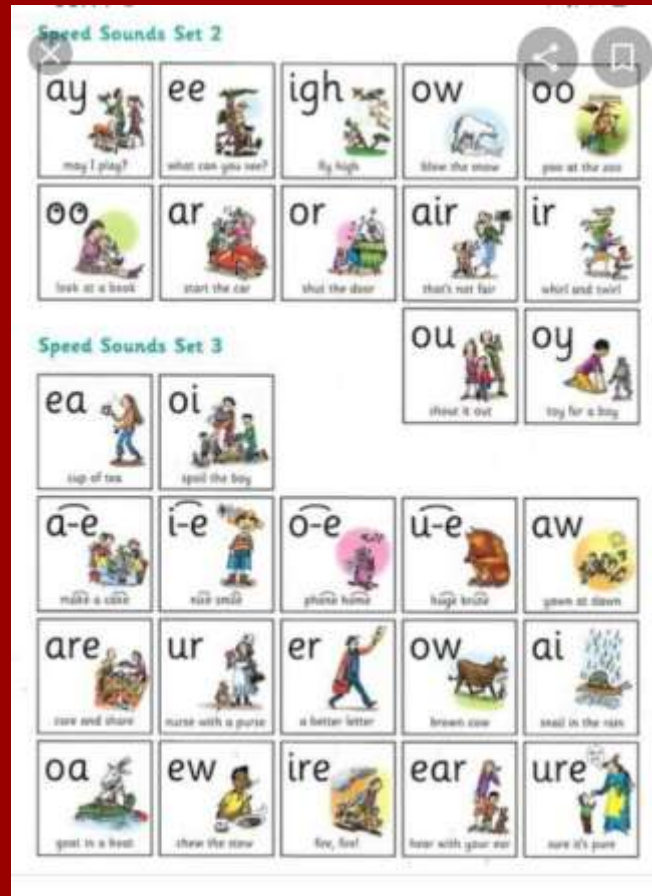 Speed Sounds Set 2
ay ee igh ow oo
may I play? what can you see? fly high blow the snow poo at the zoo
oo ar or air ir
look at a book start the car shut the door that's not fair whirl and twirl
ou oy
shout it out toy for a boy
Speed Sounds Set 3
ea oi
cup of tea spoil the boy
a-e i-e o-e u-e aw
make a cake nice smile phone home huge brute yawn at dawn
are ur er ow ai
care and share nurse with a purse a better letter brown cow snail in the rain
oa ew ire ear ure
goat in a boat chew the stew fire, fire! hear with your ear sure it's pure